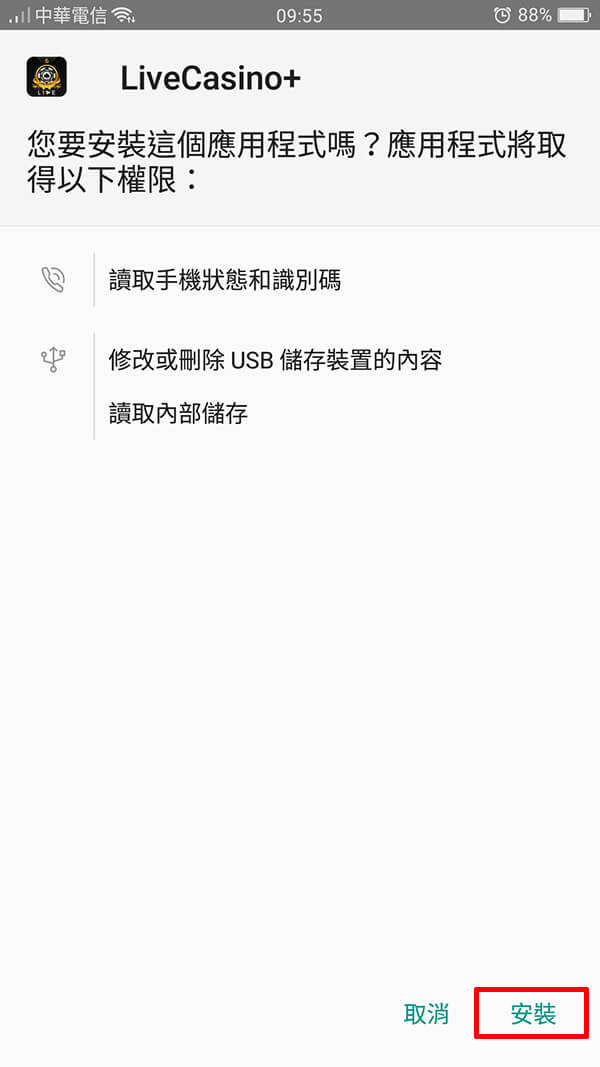 中華電信 09:55 88%
LIVE
LiveCasino+
您要安裝這個應用程式嗎？應用程式將取
得以下權限：
讀取手機狀態和識別碼
修改或刪除 USB 儲存裝置的內容
讀取內部儲存
取消 安裝